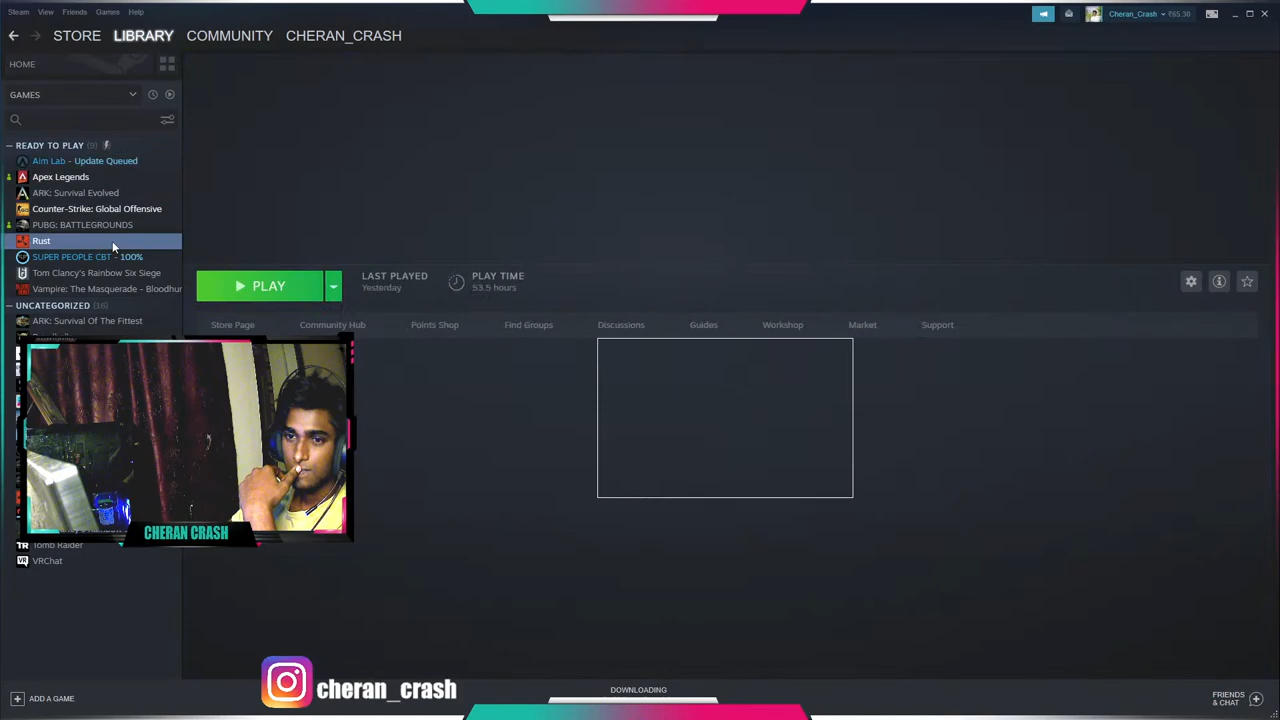 Steam View Friends Games Help
Cheran_Crash ₹65.38
STORE LIBRARY COMMUNITY CHERAN_CRASH
HOME
GAMES
READY TO PLAY (9)
Aim Lab - Update Queued
Apex Legends
ARK: Survival Evolved
Counter-Strike: Global Offensive
PUBG: BATTLEGROUNDS
Rust
SUPER PEOPLE CBT - 100%
Tom Clancy's Rainbow Six Siege
Vampire: The Masquerade - Bloodhun
UNCATEGORIZED (16)
ARK: Survival Of The Fittest
PLAY
LAST PLAYED
Yesterday
PLAY TIME
53.5 hours
Store Page Community Hub Points Shop Find Groups Discussions Guides Workshop Market Support
CHERAN CRASH
Tomb Raider
VRChat
cheran_crash
ADD A GAME
DOWNLOADING
FRIENDS
& CHAT